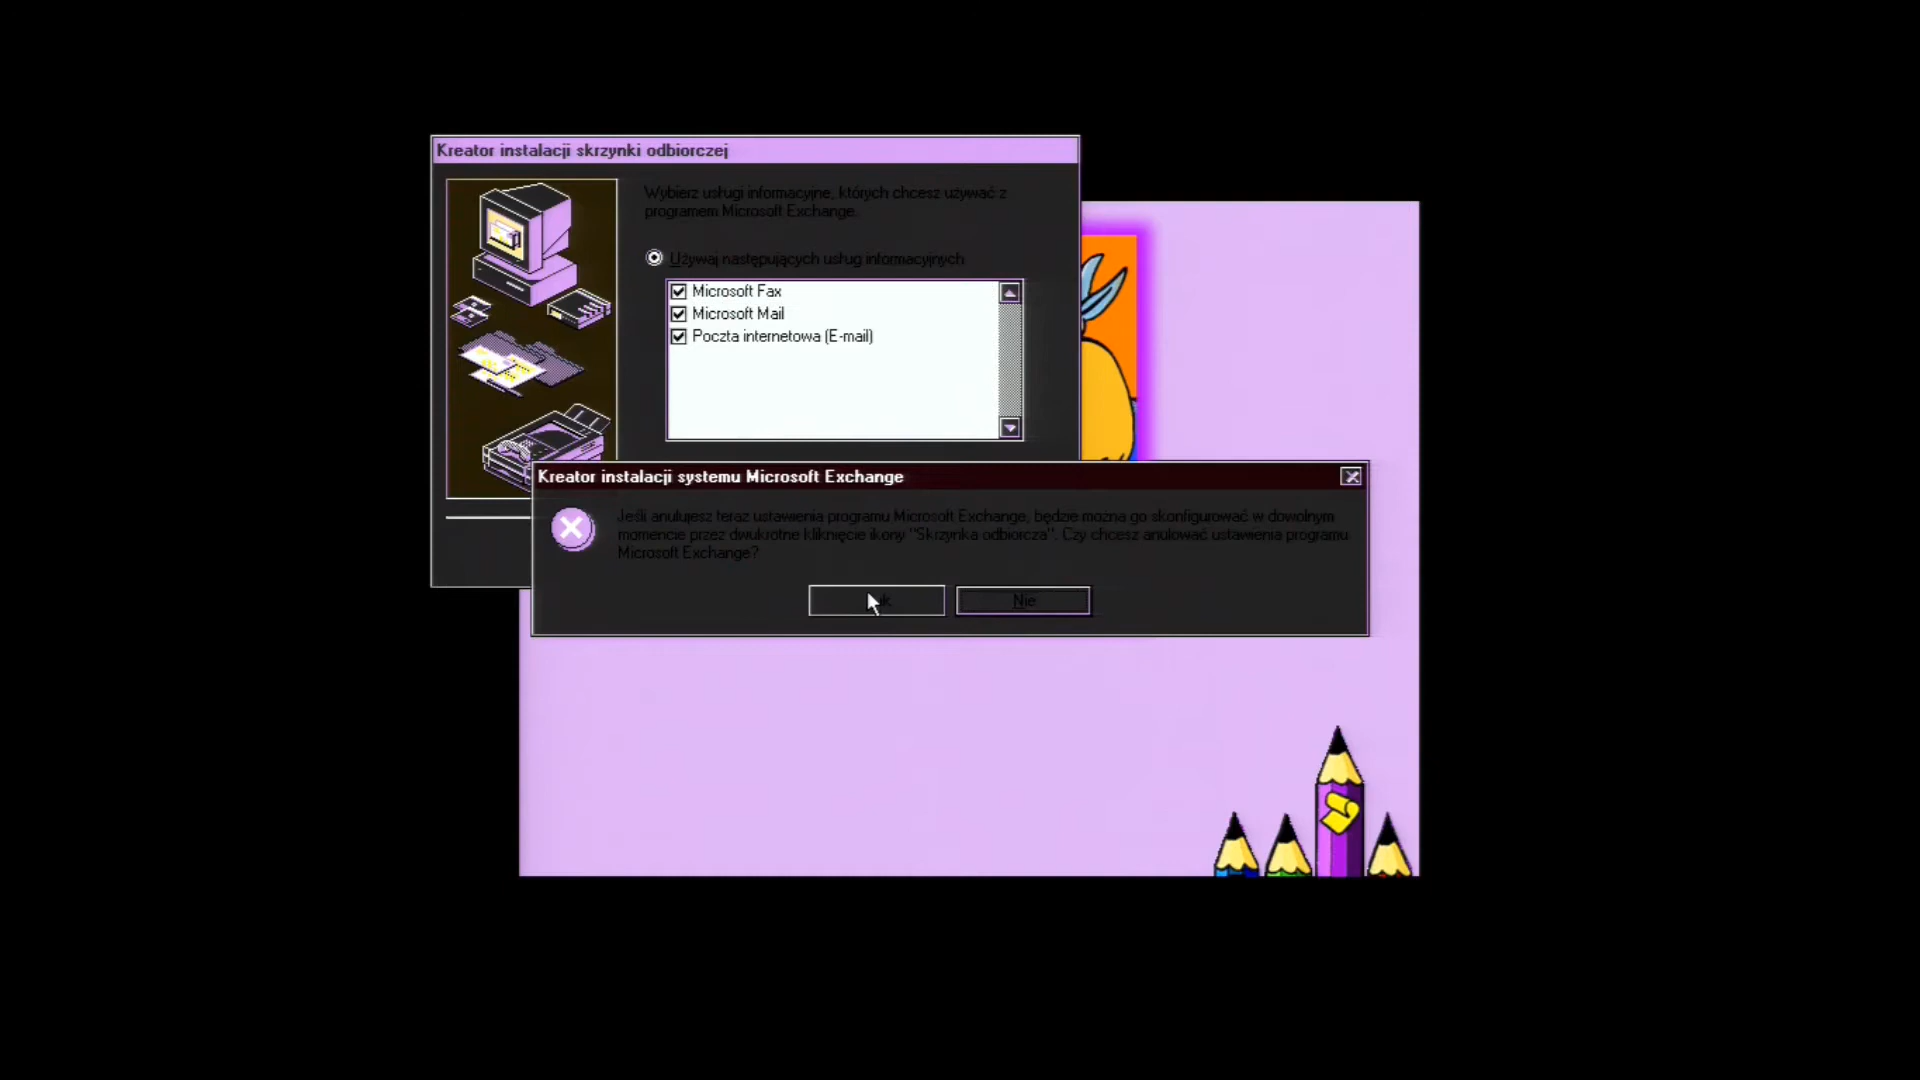 Kreator instalacji skrzynki odbiorczej
Wybierz usługi informacyjne, których chcesz używać z
programem Microsoft Exchange.
Używaj następujących usług informacyjnych
Microsoft Fax
Microsoft Mail
Poczta internetowa (E-mail)
Kreator instalacji systemu Microsoft Exchange
Jeśli anulujesz teraz ustawienia programu Microsoft Exchange, będzie można go skonfigurować w dowolnym
momencie przez dwukrotne kliknięcie ikony "Skrzynka odbiorcza". Czy chcesz anulować ustawienia programu
Microsoft Exchange?
Nie